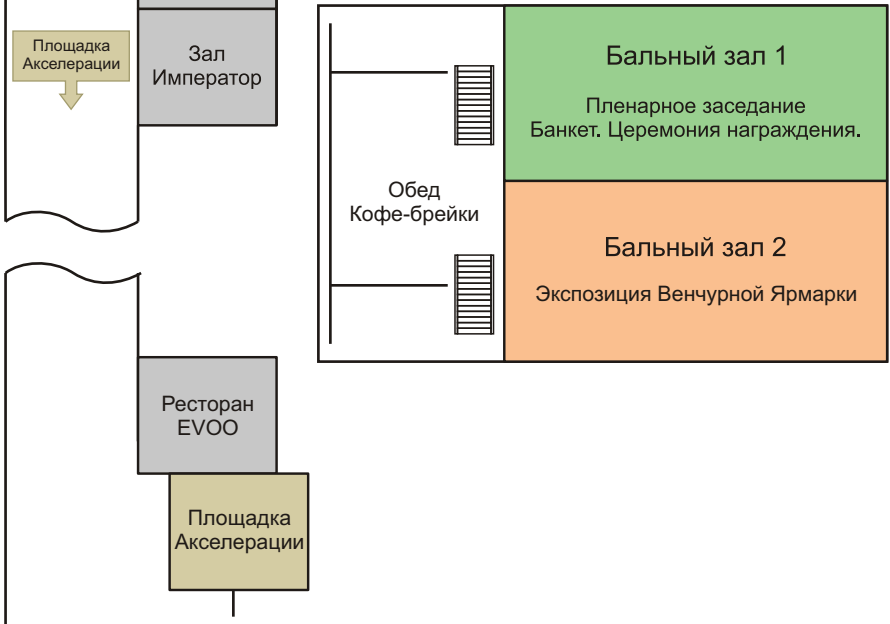 Площадка
Акселерации
Зал
Император
Бальный зал 1
Пленарное заседание
Банкет. Церемония награждения.
Обед
Кофе-брейки
Бальный зал 2
Экспозиция Венчурной Ярмарки
Ресторан
EVOO
Площадка
Акселерации